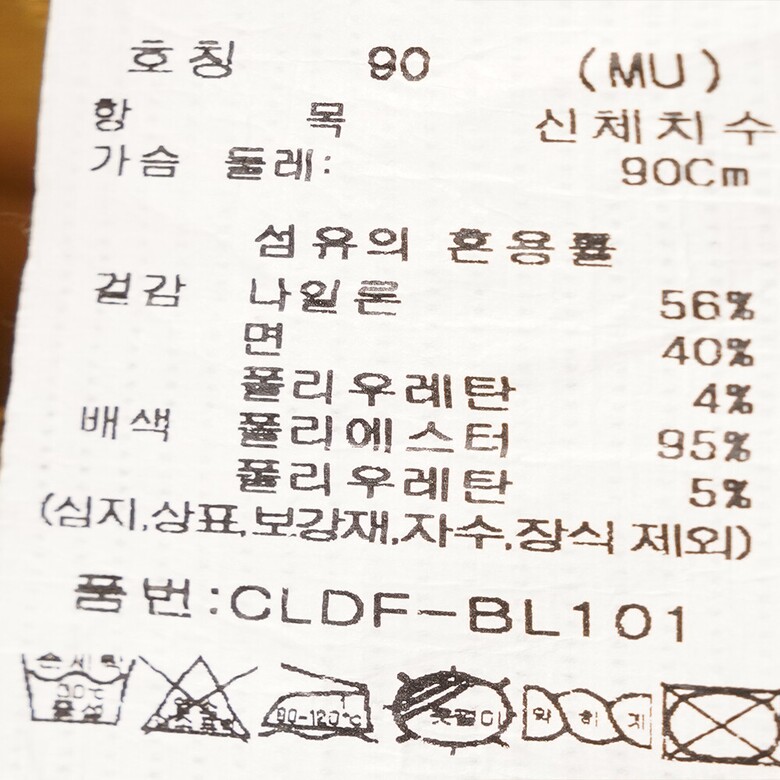 호칭 90 (MU)
항 목 신체치수
가슴 둘레: 90Cm
섬유의 혼용률
겉감 나일론 56%
면 40%
폴리우레탄 4%
배색 폴리에스터 95%
폴리우레탄 5%
(심지,상표,보강재,자수,장식 제외)
품번:CLDF-BL101
손세탁
30℃
중성
80-120℃
옷걸이
약하게